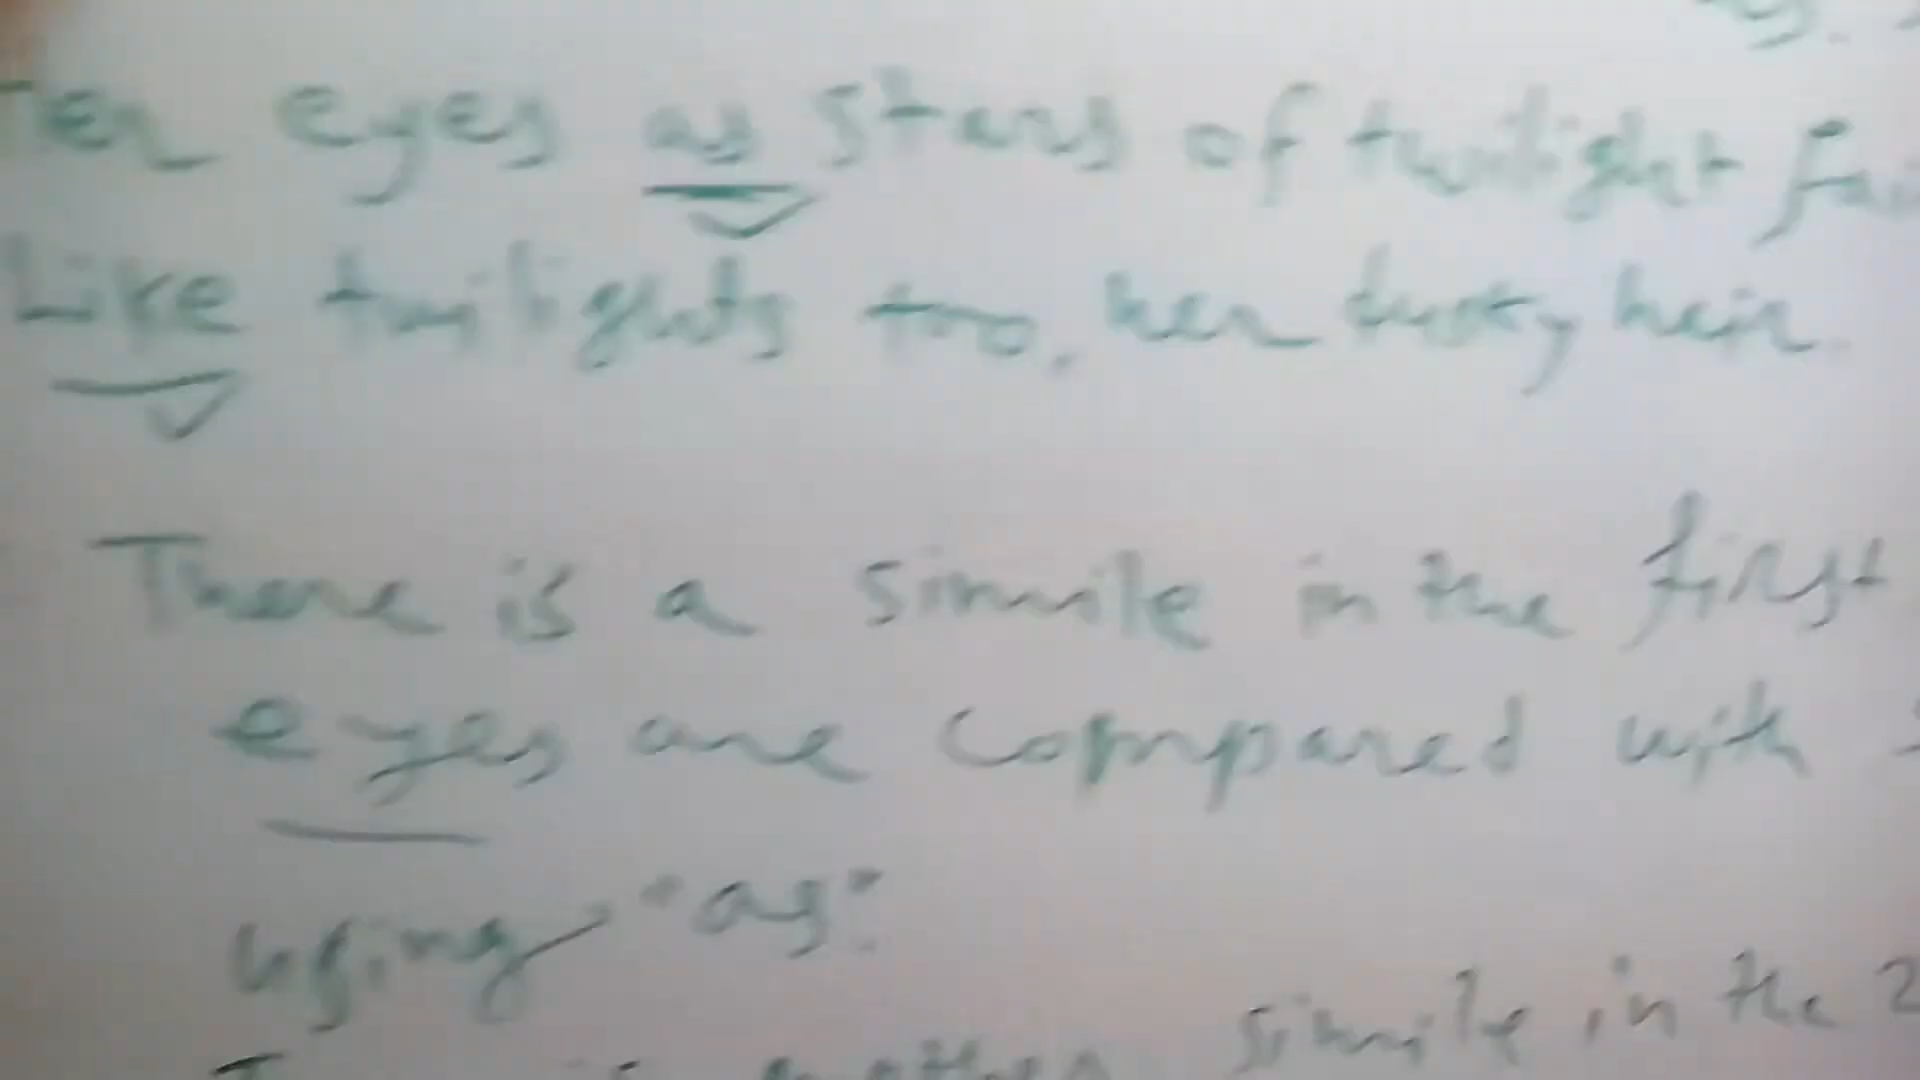 eyes as stars of twilight
Like twilights too, her dusky hair.
There is a simile in the first
eyes are compared with
using "as".
simile in the 2